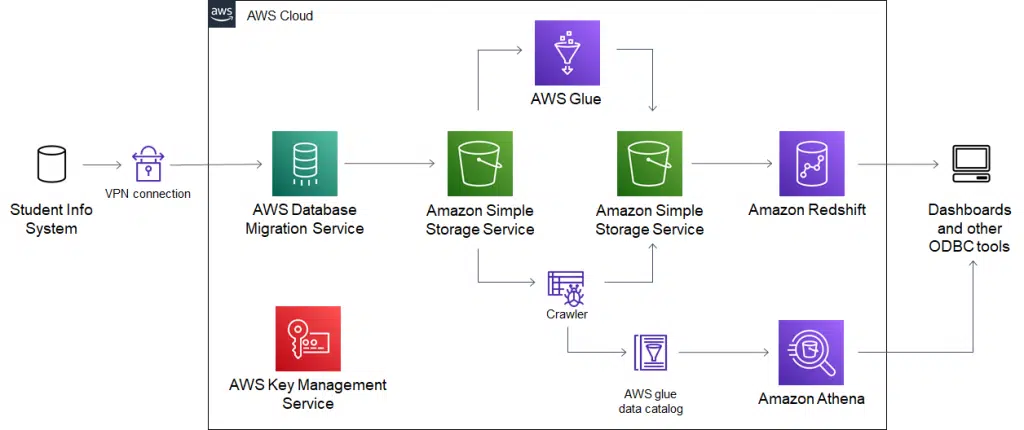 aws
AWS Cloud
AWS Glue
Student Info
System
VPN connection
AWS Database
Migration Service
Amazon Simple
Storage Service
Amazon Simple
Storage Service
Amazon Redshift
Dashboards
and other
ODBC tools
Crawler
AWS Key Management
Service
AWS glue
data catalog
Amazon Athena